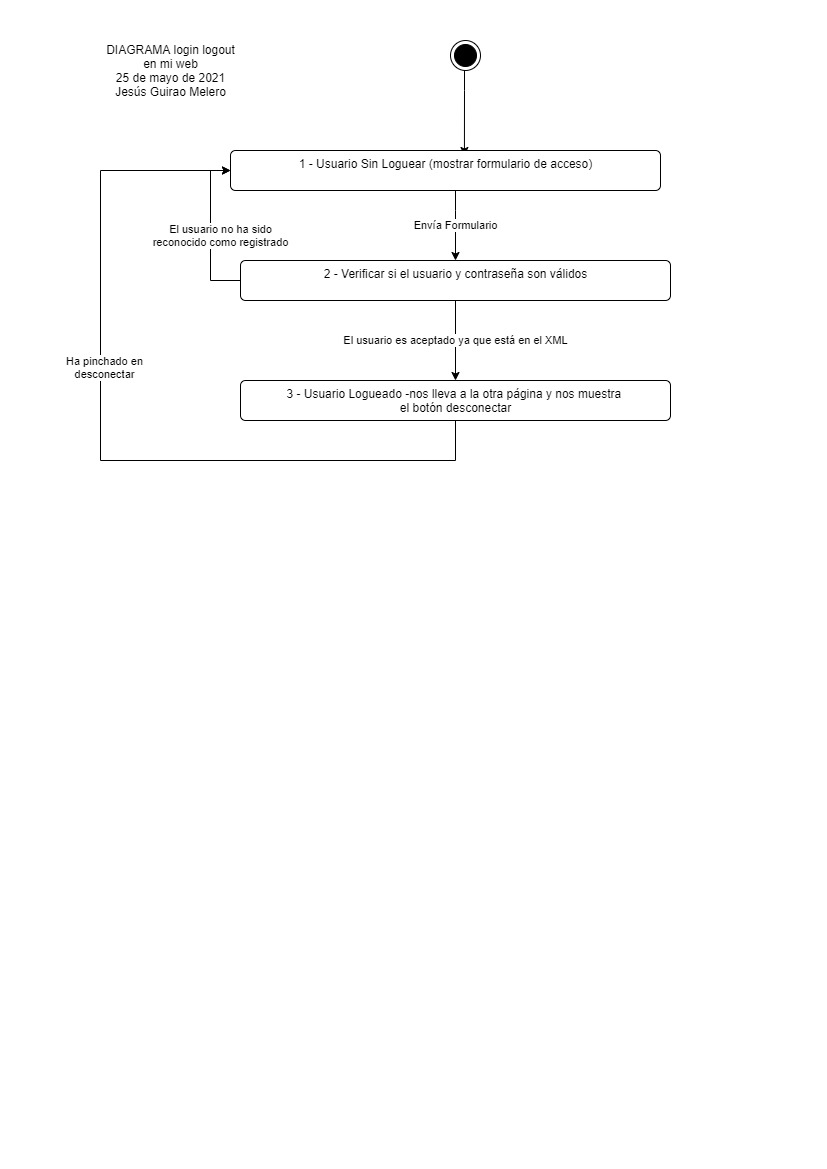 DIAGRAMA login logout
en mi web
25 de mayo de 2021
Jesús Guirao Melero
1 - Usuario Sin Loguear (mostrar formulario de acceso)
Envía Formulario
El usuario no ha sido
reconocido como registrado
2 - Verificar si el usuario y contraseña son válidos
El usuario es aceptado ya que está en el XML
Ha pinchado en
desconectar
3 - Usuario Logueado -nos lleva a la otra página y nos muestra
el botón desconectar